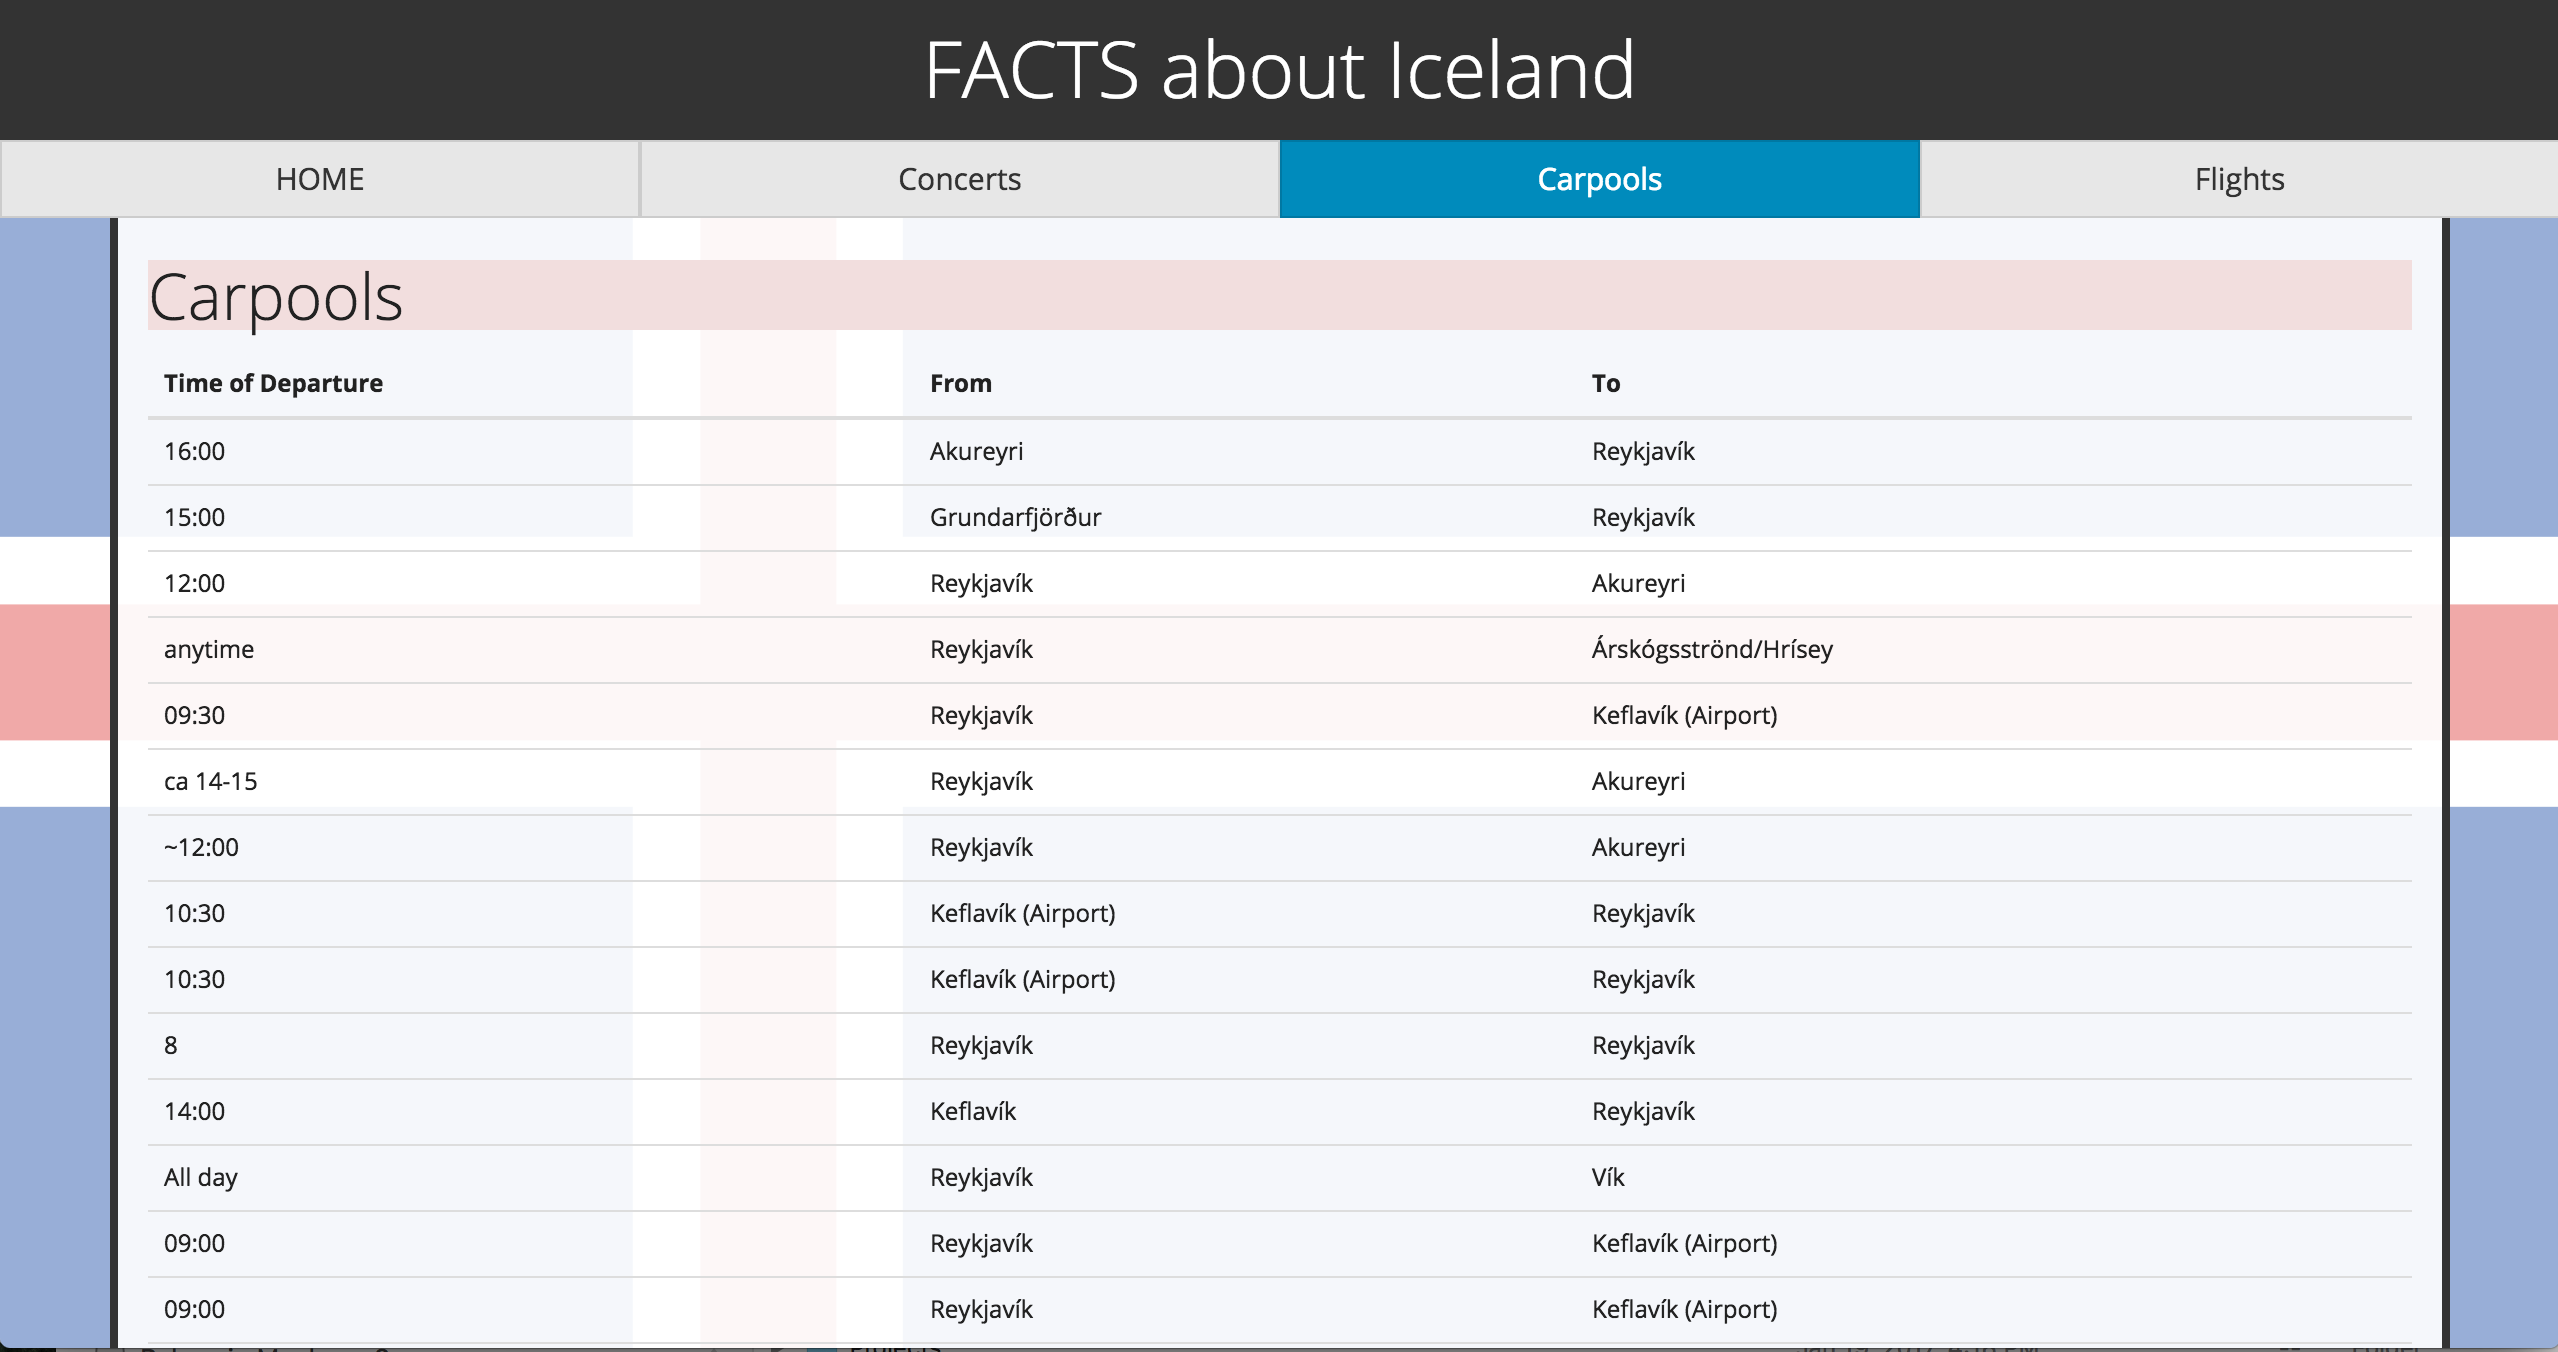 FACTS about Iceland
HOME Concerts Carpools Flights
Carpools
Time of Departure From To
16:00 Akureyri Reykjavík
15:00 Grundarfjörður Reykjavík
12:00 Reykjavík Akureyri
anytime Reykjavík Árskógsströnd/Hrísey
09:30 Reykjavík Keflavík (Airport)
ca 14-15 Reykjavík Akureyri
~12:00 Reykjavík Akureyri
10:30 Keflavík (Airport) Reykjavík
10:30 Keflavík (Airport) Reykjavík
8 Reykjavík Reykjavík
14:00 Keflavík Reykjavík
All day Reykjavík Vík
09:00 Reykjavík Keflavík (Airport)
09:00 Reykjavík Keflavík (Airport)